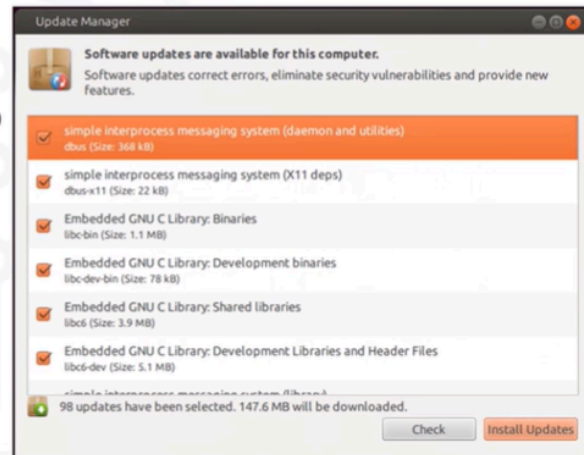 Update Manager
Software updates are available for this computer.
Software updates correct errors, eliminate security vulnerabilities and provide new
features.
simple interprocess messaging system (daemon and utilities)
dbus (Size: 368 kB)
simple interprocess messaging system (X11 deps)
dbus-x11 (Size: 22 kB)
Embedded GNU C Library: Binaries
libc-bin (Size: 1.1 MB)
Embedded GNU C Library: Development binaries
libc-dev-bin (Size: 78 kB)
Embedded GNU C Library: Shared libraries
libc6 (Size: 3.9 MB)
Embedded GNU C Library: Development Libraries and Header Files
libc6-dev (Size: 5.1 MB)
simple interprocess messaging system (library)
98 updates have been selected. 147.6 MB will be downloaded.
Check
Install Updates